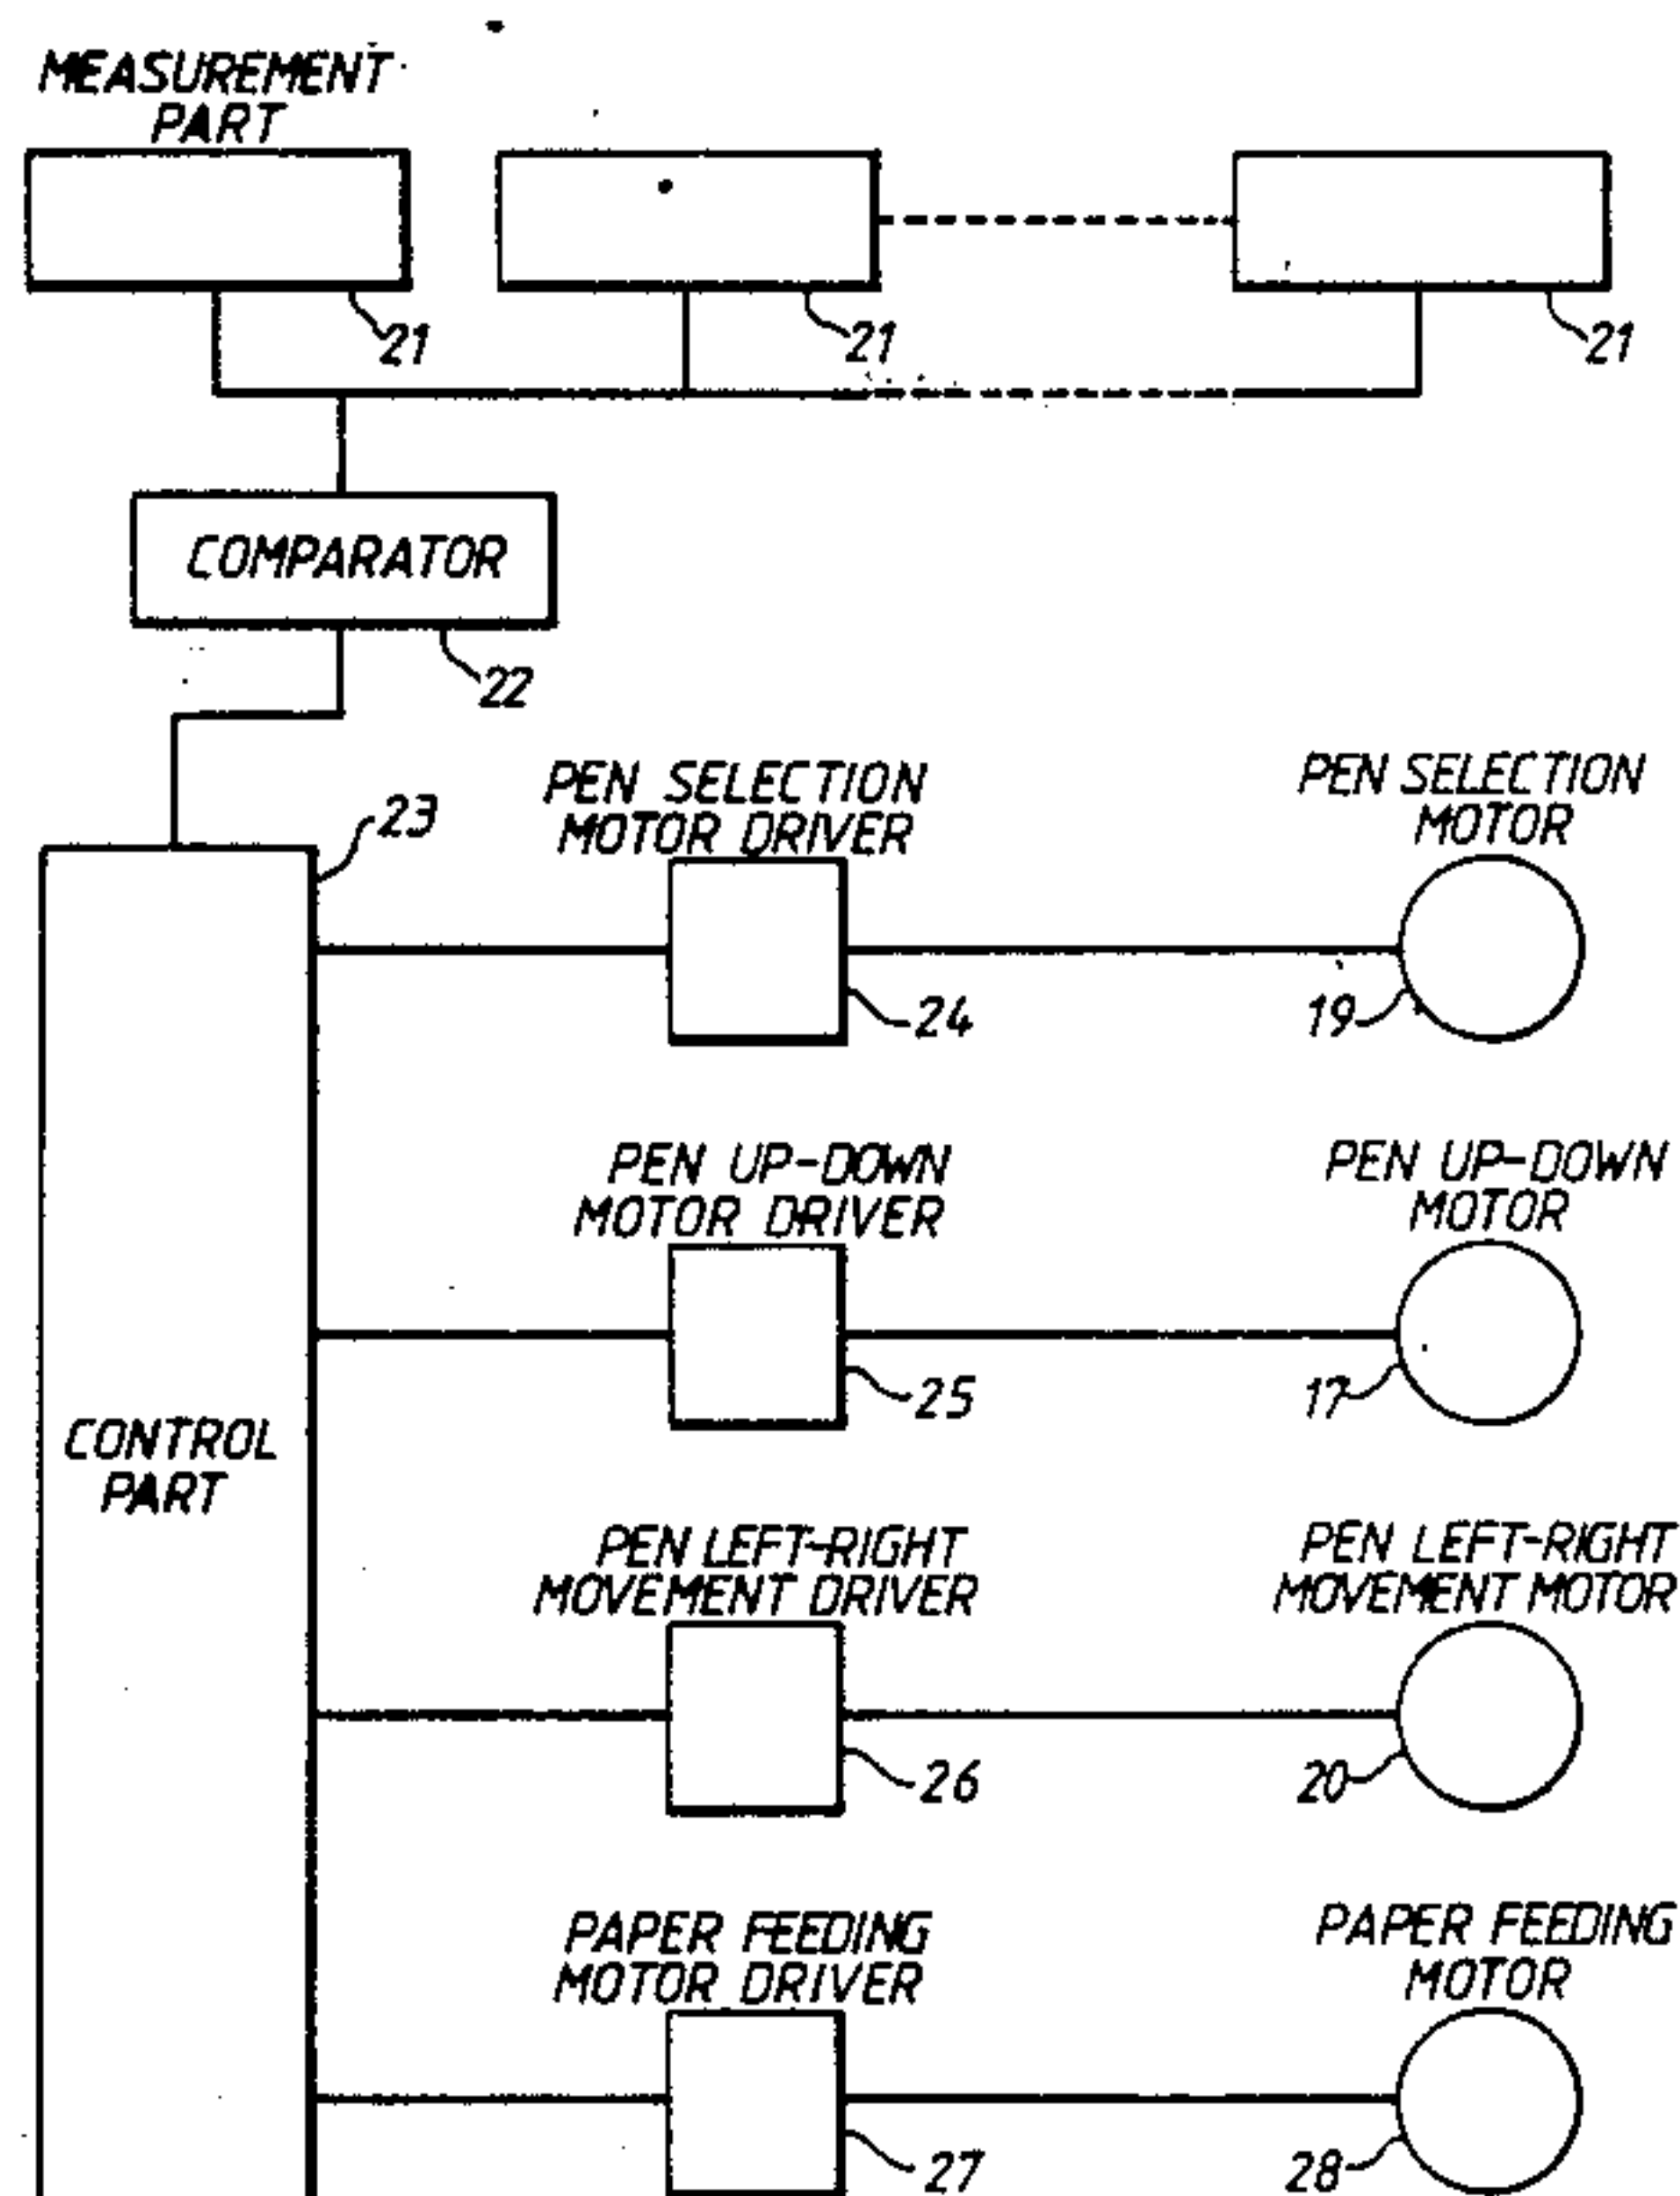 MEASUREMENT
PART
21
21
21
COMPARATOR
22
23
PEN SELECTION
MOTOR DRIVER
PEN SELECTION
MOTOR
24
19
PEN UP-DOWN
MOTOR DRIVER
PEN UP-DOWN
MOTOR
25
17
CONTROL
PART
PEN LEFT-RIGHT
MOVEMENT DRIVER
PEN LEFT-RIGHT
MOVEMENT MOTOR
26
20
PAPER FEEDING
MOTOR DRIVER
PAPER FEEDING
MOTOR
27
28